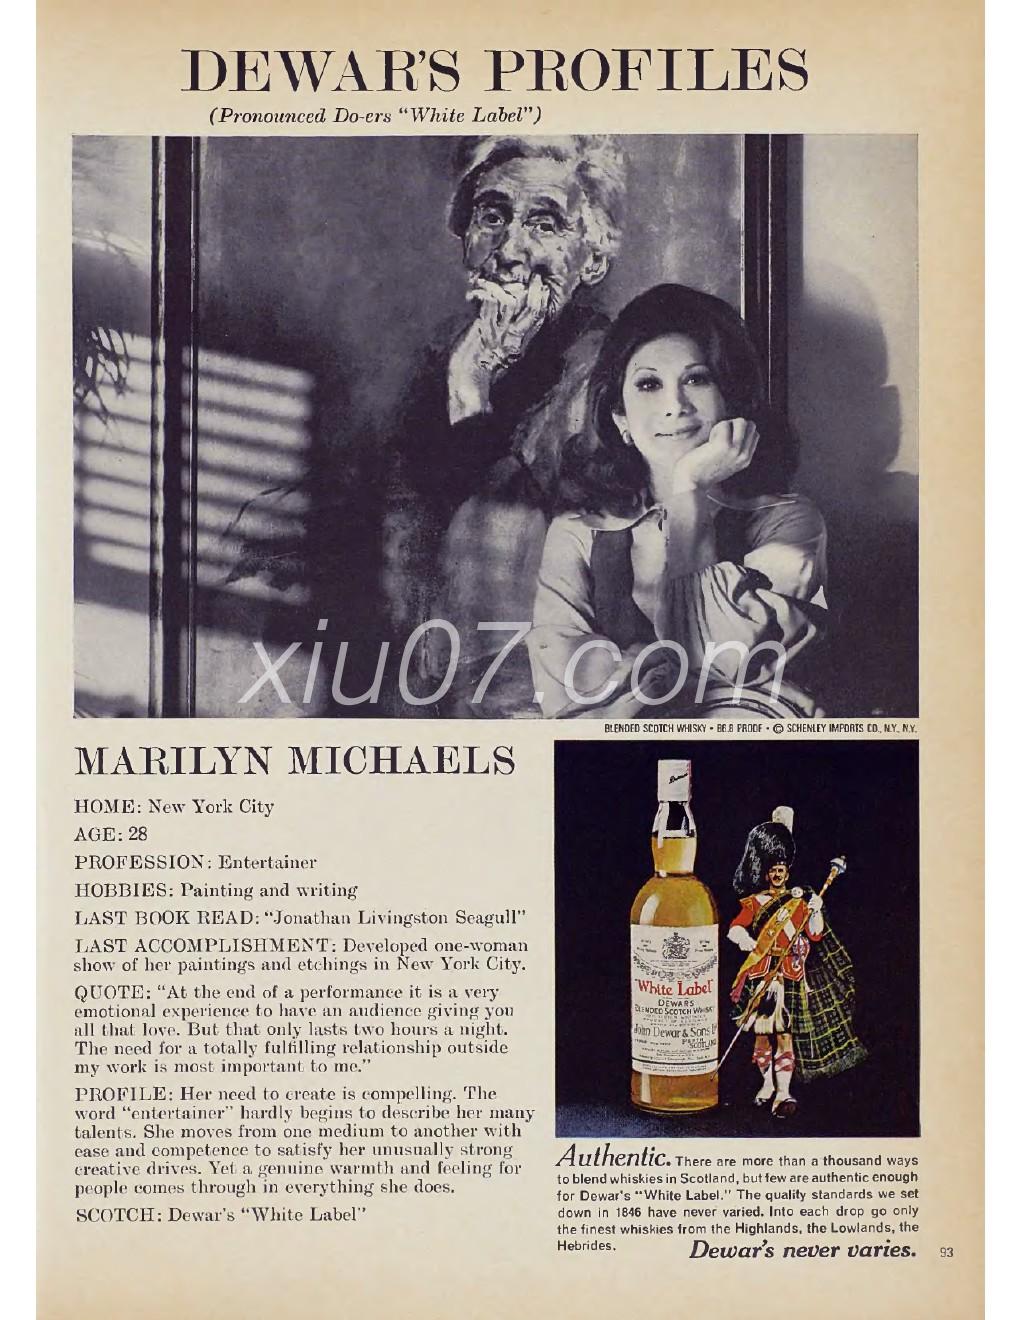 DEWAR'S PROFILES
(Pronounced Do-ers “White Label”)
xiu07.com
BLENDED SCOTCH WHISKY • 86.8 PROOF • © SCHENLEY IMPORTS CO., N.Y., N.Y.
MARILYN MICHAELS
HOME: New York City
AGE: 28
PROFESSION: Entertainer
HOBBIES: Painting and writing
LAST BOOK READ: “Jonathan Livingston Seagull”
LAST ACCOMPLISHMENT: Developed one-woman
show of her paintings and etchings in New York City.
QUOTE: “At the end of a performance it is a very
emotional experience to have an audience giving you
all that love. But that only lasts two hours a night.
The need for a totally fulfilling relationship outside
my work is most important to me.”
PROFILE: Her need to create is compelling. The
word “entertainer” hardly begins to describe her many
talents. She moves from one medium to another with
ease and competence to satisfy her unusually strong
creative drives. Yet a genuine warmth and feeling for
people comes through in everything she does.
SCOTCH: Dewar's “White Label”
"White Label"
DEWAR'S
BLENDED SCOTCH WHISKY
John Dewar & Sons Ld
PERTH
SCOTLAND
Authentic. There are more than a thousand ways
to blend whiskies in Scotland, but few are authentic enough
for Dewar's “White Label.” The quality standards we set
down in 1846 have never varied. Into each drop go only
the finest whiskies from the Highlands, the Lowlands, the
Hebrides. Dewar's never varies.
93